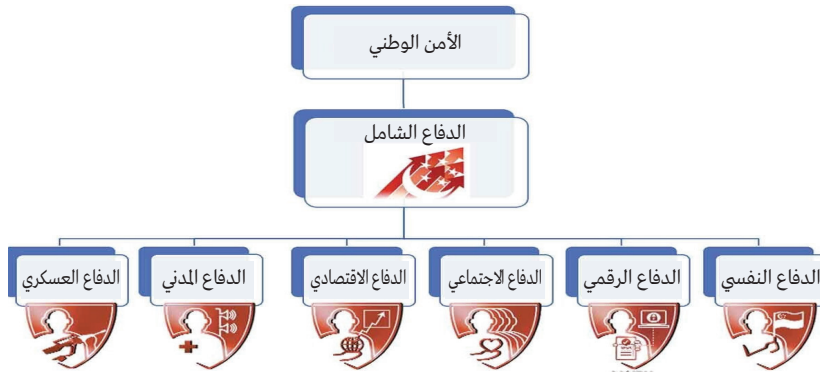 الأمن الوطني
الدفاع الشامل
الدفاع النفسي
الدفاع الرقمي
الدفاع الاجتماعي
الدفاع الاقتصادي
الدفاع المدني
الدفاع العسكري